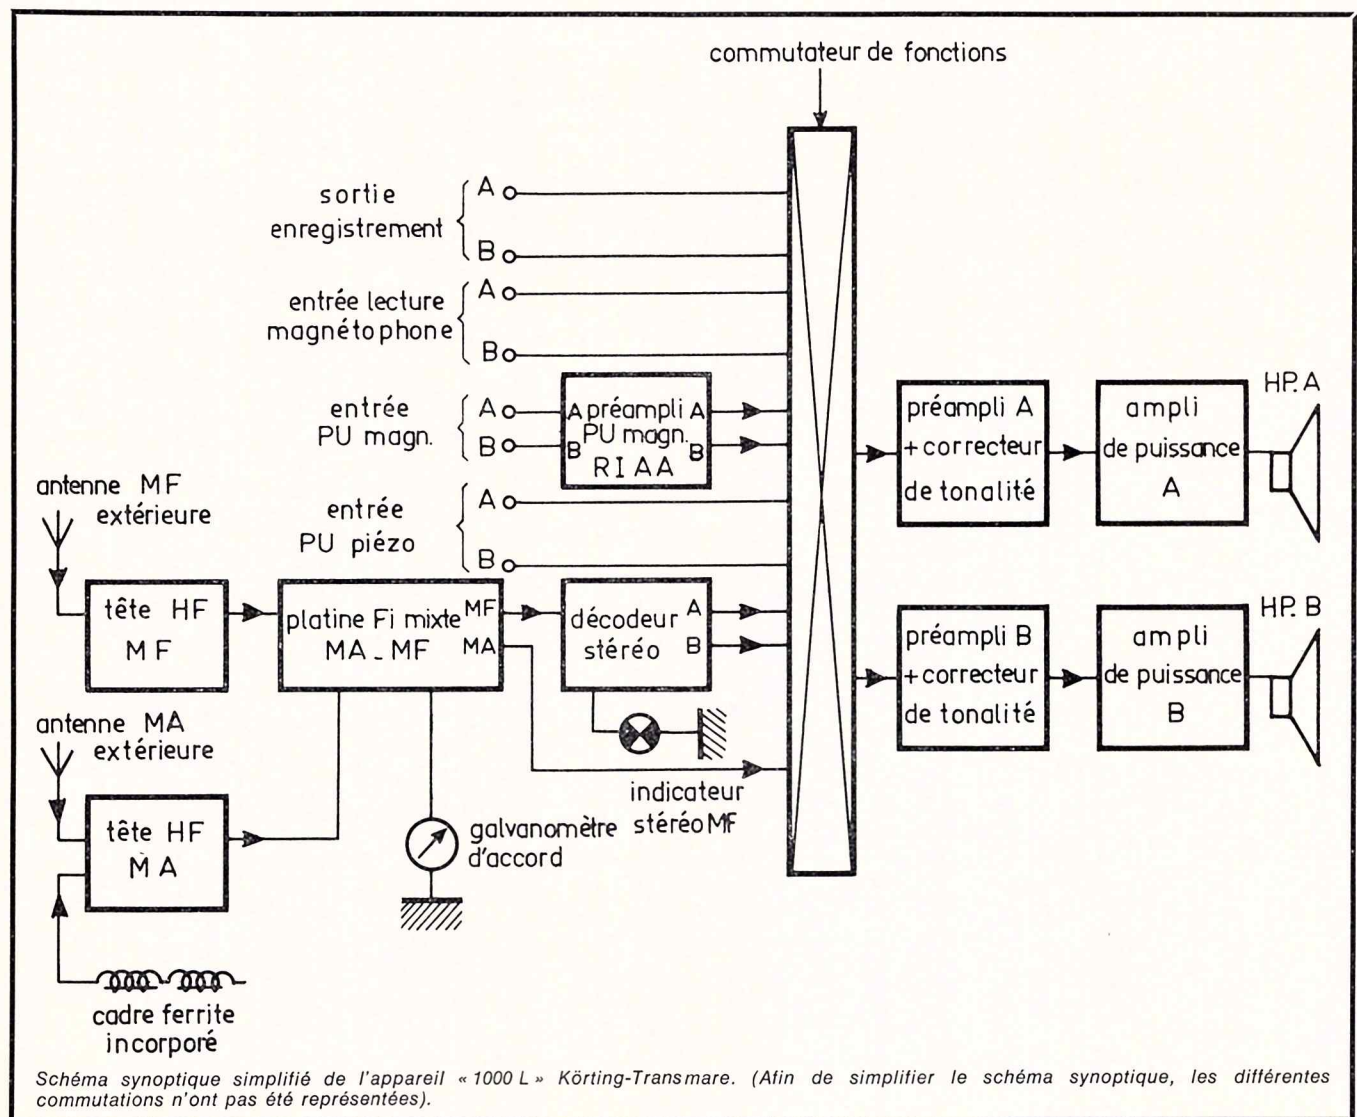 commutateur de fonctions
sortie
enregistrement
A
B
entrée lecture
magnétophone
A
B
entrée
PU magn.
A
B
A préampli A
PU magn.
B B
RIAA
entrée
PU piézo
A
B
antenne MF
extérieure
tête HF
MF
platine Fi mixte
MA_MF
MF
MA
décodeur
stéréo
A
B
indicateur
stéréo MF
galvanomètre
d'accord
antenne MA
extérieure
tête HF
MA
cadre ferrite
incorporé
préampli A
+correcteur
de tonalité
ampli
de puissance
A
HP. A
préampli B
+correcteur
de tonalité
ampli
de puissance
B
HP. B
Schéma synoptique simplifié de l'appareil « 1000 L » Körting-Transmare. (Afin de simplifier le schéma synoptique, les différentes
commutations n'ont pas été représentées).